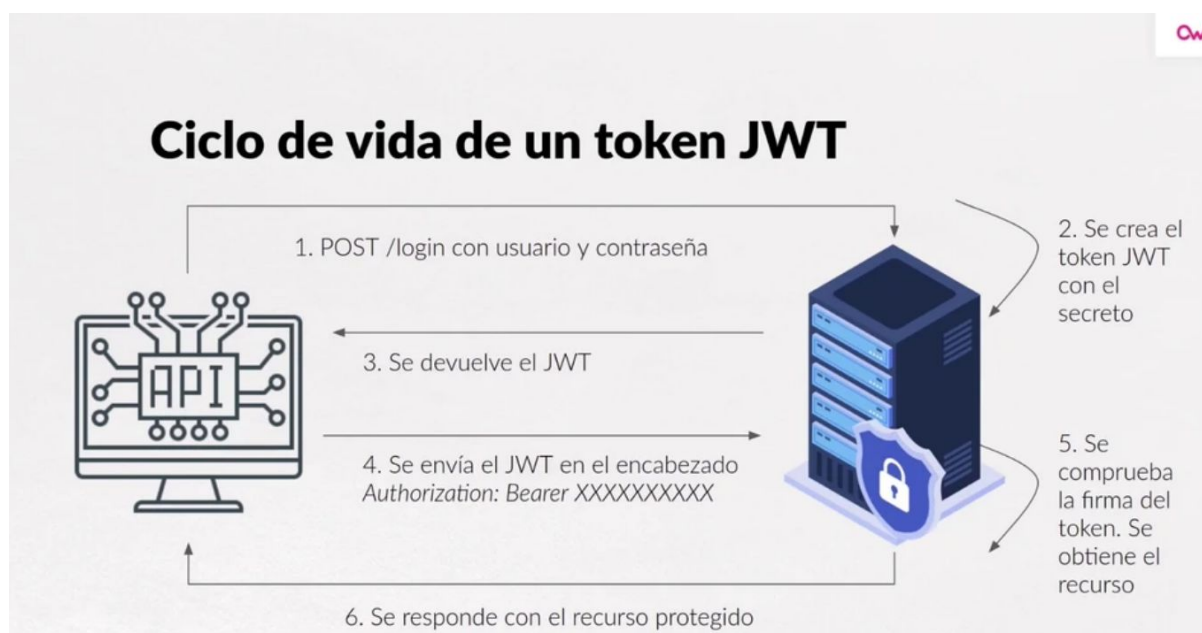 Ciclo de vida de un token JWT
1. POST /login con usuario y contraseña
2. Se crea el
token JWT
con el
secreto
3. Se devuelve el JWT
API
4. Se envía el JWT en el encabezado
Authorization: Bearer XXXXXXXXXX
5. Se
comprueba
la firma del
token. Se
obtiene el
recurso
6. Se responde con el recurso protegido